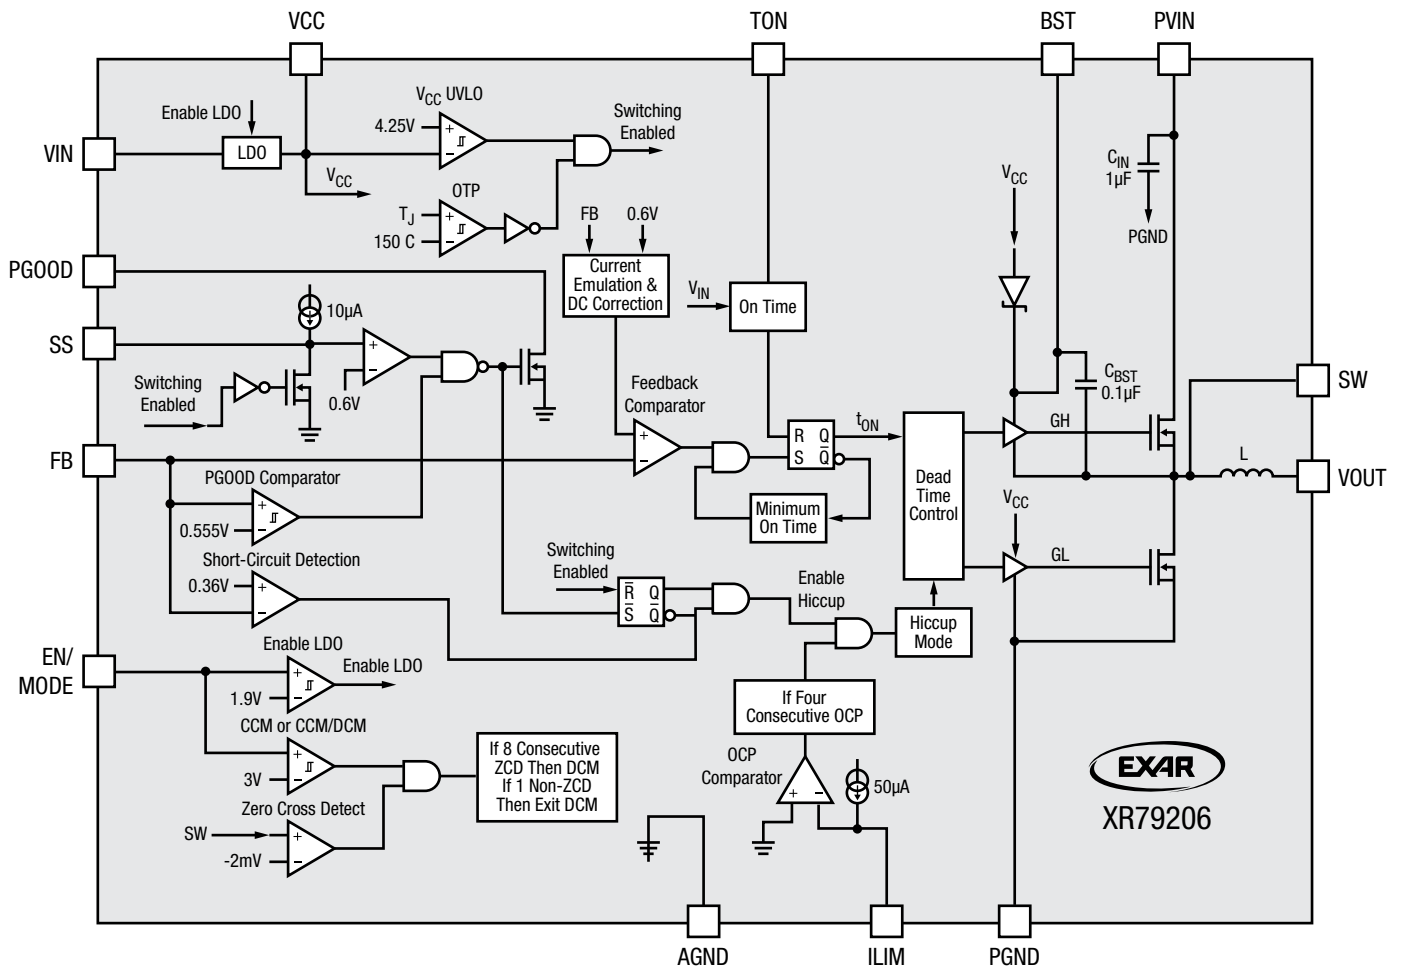 VCC
TON
BST
PVIN
VIN
Enable LDO
LDO
VCC
VCC UVLO
4.25V
+
−
Switching
Enabled
OTP
TJ
150 C
+
−
FB
0.6V
Current
Emulation &
DC Correction
VIN
On Time
VCC
CIN
1µF
PGND
PGOOD
SS
10µA
+
−
0.6V
Switching
Enabled
FB
Feedback
Comparator
+
−
R Q
S Q
tON
Minimum
On Time
Dead
Time
Control
CBST
0.1µF
GH
SW
L
VOUT
VCC
GL
PGOOD Comparator
+
−
0.555V
Short-Circuit Detection
0.36V
+
−
Switching
Enabled
R Q
S Q
Enable
Hiccup
Hiccup
Mode
EN/
MODE
Enable LDO
+
−
1.9V
Enable LDO
CCM or CCM/DCM
+
−
3V
Zero Cross Detect
SW
+
−
-2mV
If 8 Consecutive
ZCD Then DCM
If 1 Non-ZCD
Then Exit DCM
If Four
Consecutive OCP
OCP
Comparator
+ −
50µA
EXAR
XR79206
AGND
ILIM
PGND